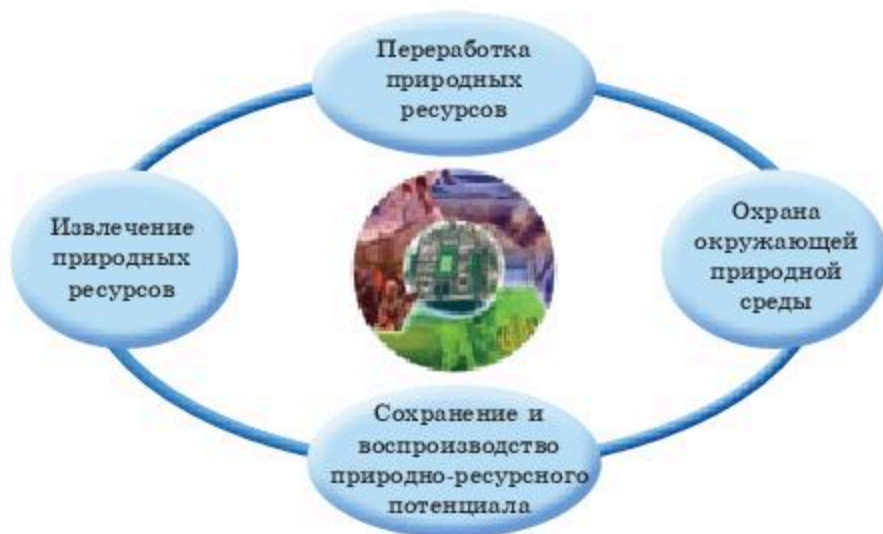 Переработка
природных
ресурсов
Извлечение
природных
ресурсов
Охрана
окружающей
природной
среды
Сохранение и
воспроизводство
природно-ресурсного
потенциала